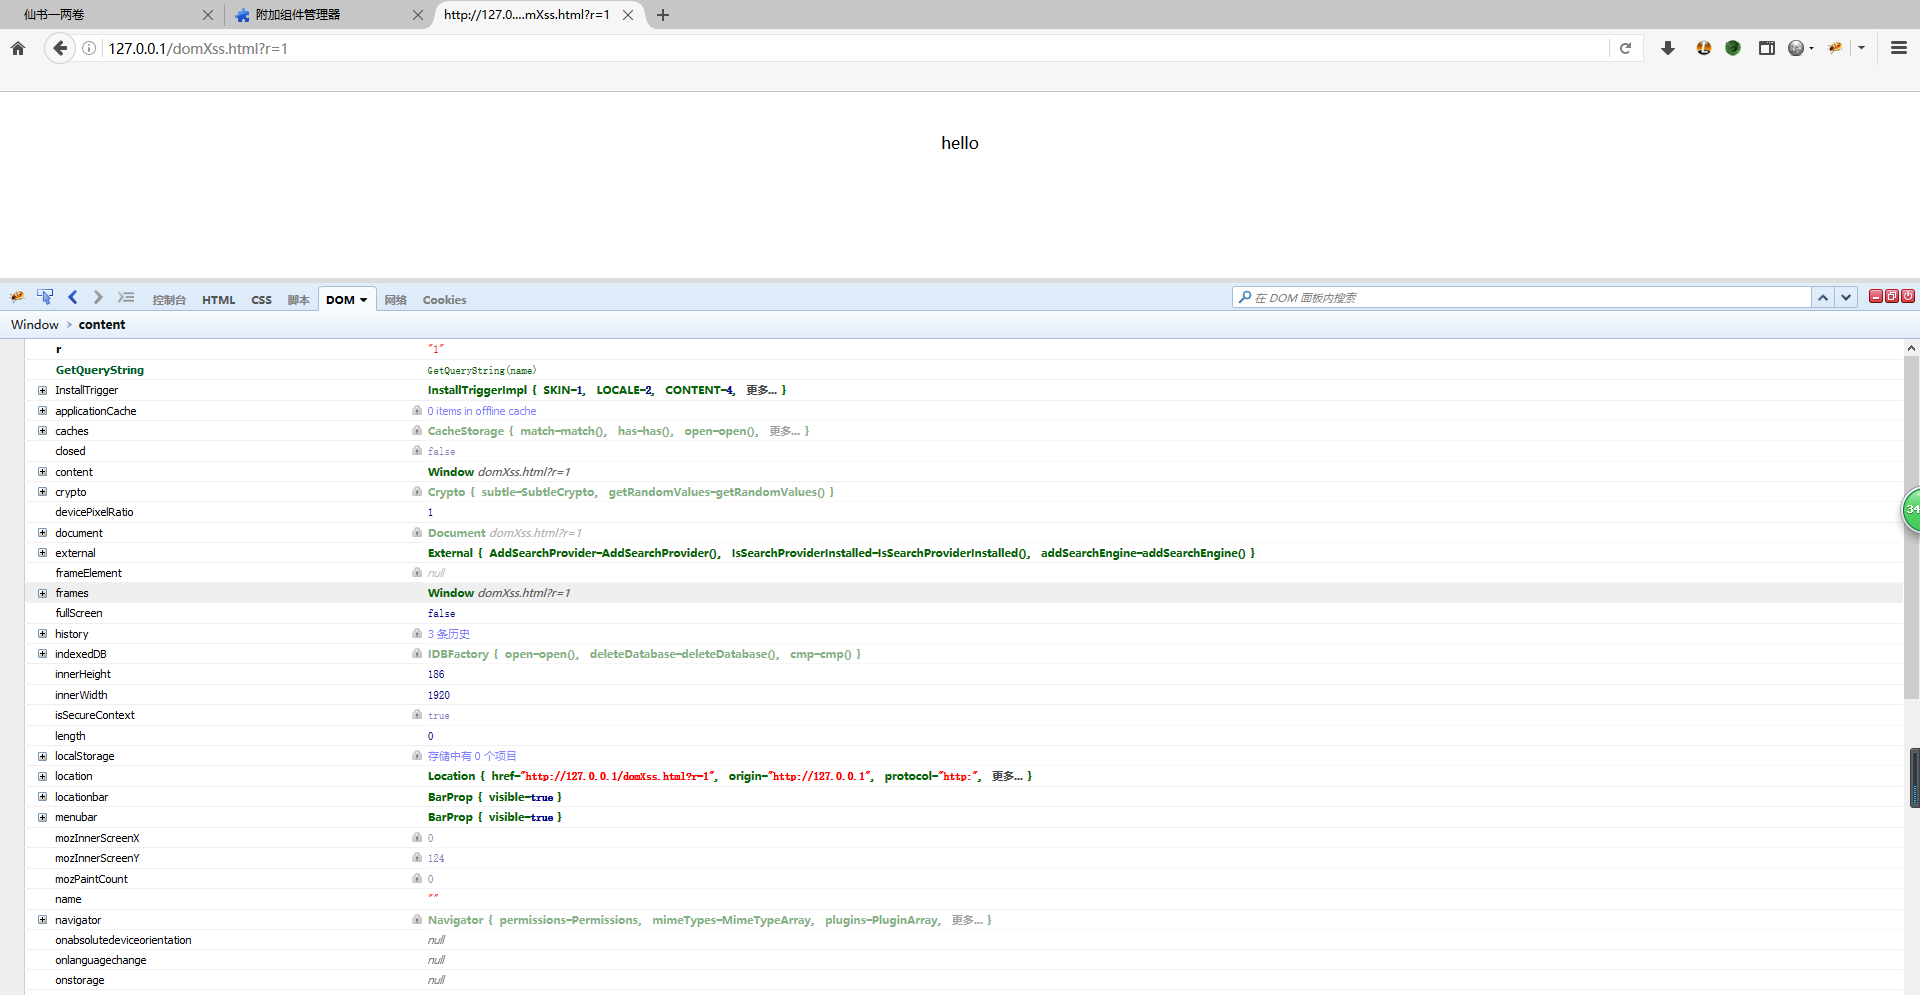 仙书一两卷 附加组件管理器 http://127.0....mXss.html?r=1
127.0.0.1/domXss.html?r=1
hello
控制台 HTML CSS 脚本 DOM 网络 Cookies 在 DOM 面板内搜索
Window content
r "1"
GetQueryString GetQueryString(name)
InstallTrigger InstallTriggerImpl { SKIN=1, LOCALE=2, CONTENT=4, 更多... }
applicationCache 0 items in offline cache
caches CacheStorage { match=match(), has=has(), open=open(), 更多... }
closed false
content Window domXss.html?r=1
34
crypto Crypto { subtle=SubtleCrypto, getRandomValues=getRandomValues() }
devicePixelRatio 1
document Document domXss.html?r=1
external External { AddSearchProvider=AddSearchProvider(), IsSearchProviderInstalled=IsSearchProviderInstalled(), addSearchEngine=addSearchEngine() }
frameElement null
frames Window domXss.html?r=1
fullScreen false
history 3 条历史
indexedDB IDBFactory { open=open(), deleteDatabase=deleteDatabase(), cmp=cmp() }
innerHeight 186
innerWidth 1920
isSecureContext true
length 0
localStorage 存储中有 0 个项目
location Location { href="http://127.0.0.1/domXss.html?r=1", origin="http://127.0.0.1", protocol="http:", 更多... }
locationbar BarProp { visible=true }
menubar BarProp { visible=true }
mozInnerScreenX 0
mozInnerScreenY 124
mozPaintCount 0
name ""
navigator Navigator { permissions=Permissions, mimeTypes=MimeTypeArray, plugins=PluginArray, 更多... }
onabsolutedeviceorientation null
onlanguagechange null
onstorage null